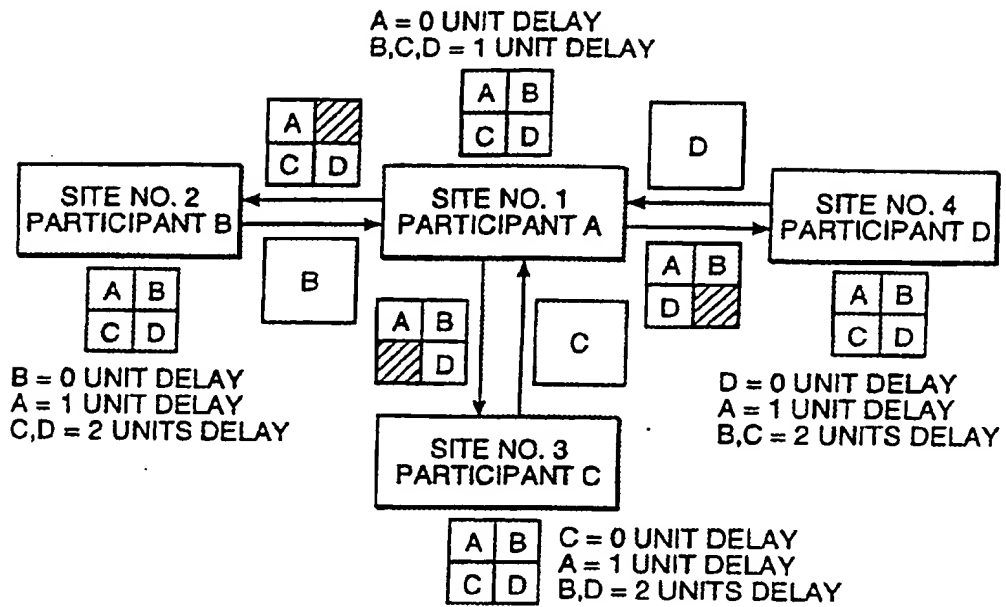 A = 0 UNIT DELAY
B,C,D = 1 UNIT DELAY
A B
C D
A
C D
D
SITE NO. 2
PARTICIPANT B
SITE NO. 1
PARTICIPANT A
SITE NO. 4
PARTICIPANT D
B
A B
D
A B
C D
A B
D
C
A B
C D
B = 0 UNIT DELAY
A = 1 UNIT DELAY
C,D = 2 UNITS DELAY
D = 0 UNIT DELAY
A = 1 UNIT DELAY
B,C = 2 UNITS DELAY
SITE NO. 3
PARTICIPANT C
A B
C D
C = 0 UNIT DELAY
A = 1 UNIT DELAY
B,D = 2 UNITS DELAY